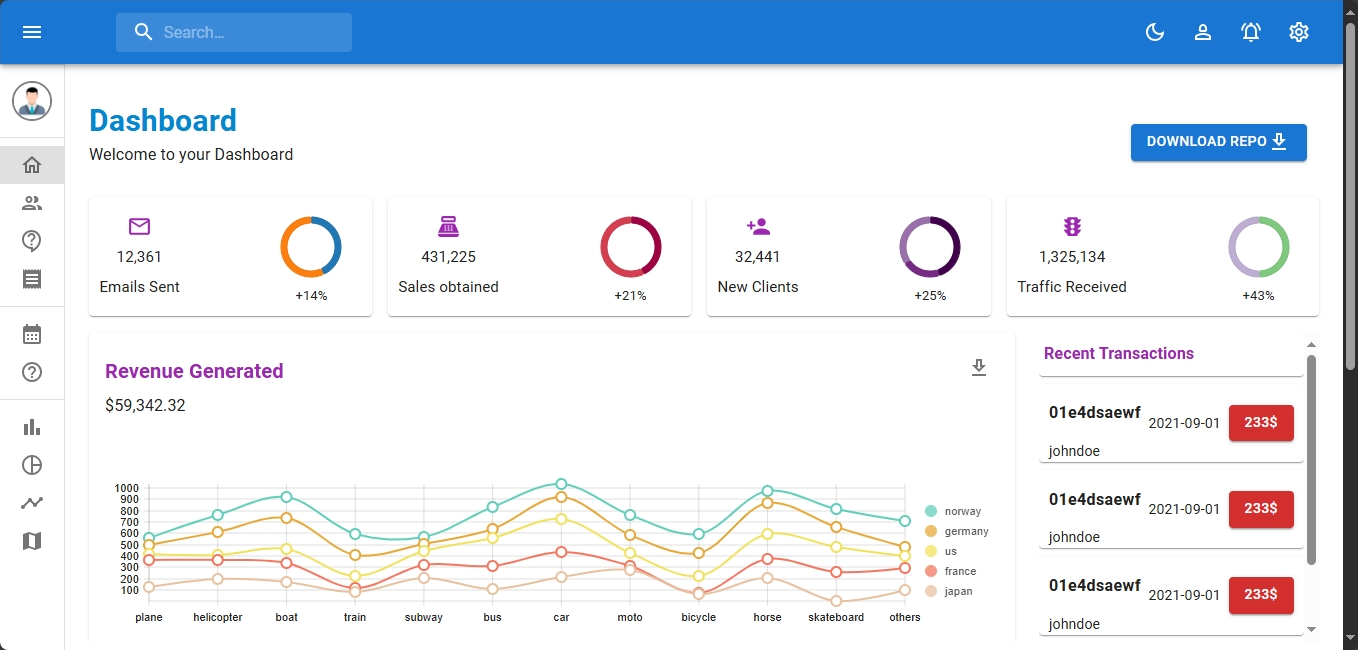 Search...
Dashboard
Welcome to your Dashboard
DOWNLOAD REPO
12,361
Emails Sent
+14%
431,225
Sales obtained
+21%
32,441
New Clients
+25%
1,325,134
Traffic Received
+43%
Revenue Generated
$59,342.32
1000
900
800
700
600
500
400
300
200
100
plane helicopter boat train subway bus car moto bicycle horse skateboard others
norway
germany
us
france
japan
Recent Transactions
01e4dsaewf
johndoe
2021-09-01
233$
01e4dsaewf
johndoe
2021-09-01
233$
01e4dsaewf
johndoe
2021-09-01
233$